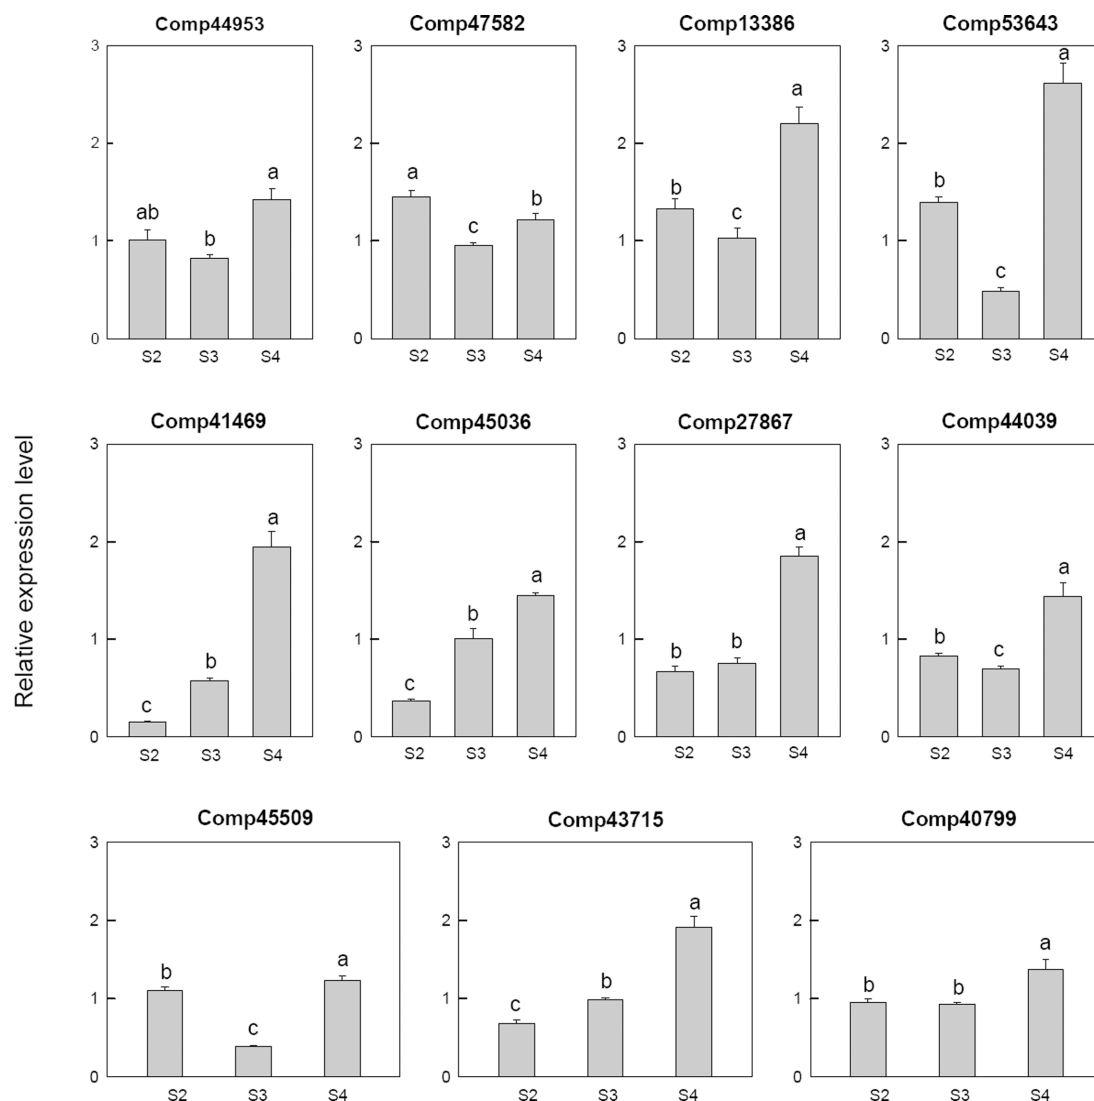 Comp44953 Comp47582 Comp13386 Comp53643
3 3 3 3
a
a
2 2 2 2
a a
ab b b b
b c b c
1 1 1 1
c
0 0 0 0
S2 S3 S4 S2 S3 S4 S2 S3 S4 S2 S3 S4
Relative expression level
Comp41469 Comp45036 Comp27867 Comp44039
3 3 3 3
a a a
2 2 2 2
a
b b b b b c
1 1 1 1
c c
0 0 0 0
S2 S3 S4 S2 S3 S4 S2 S3 S4 S2 S3 S4
Comp45509 Comp43715 Comp40799
3 3 3
2 2 2
b a a a
c b b b
1 1 1
c
0 0 0
S2 S3 S4 S2 S3 S4 S2 S3 S4